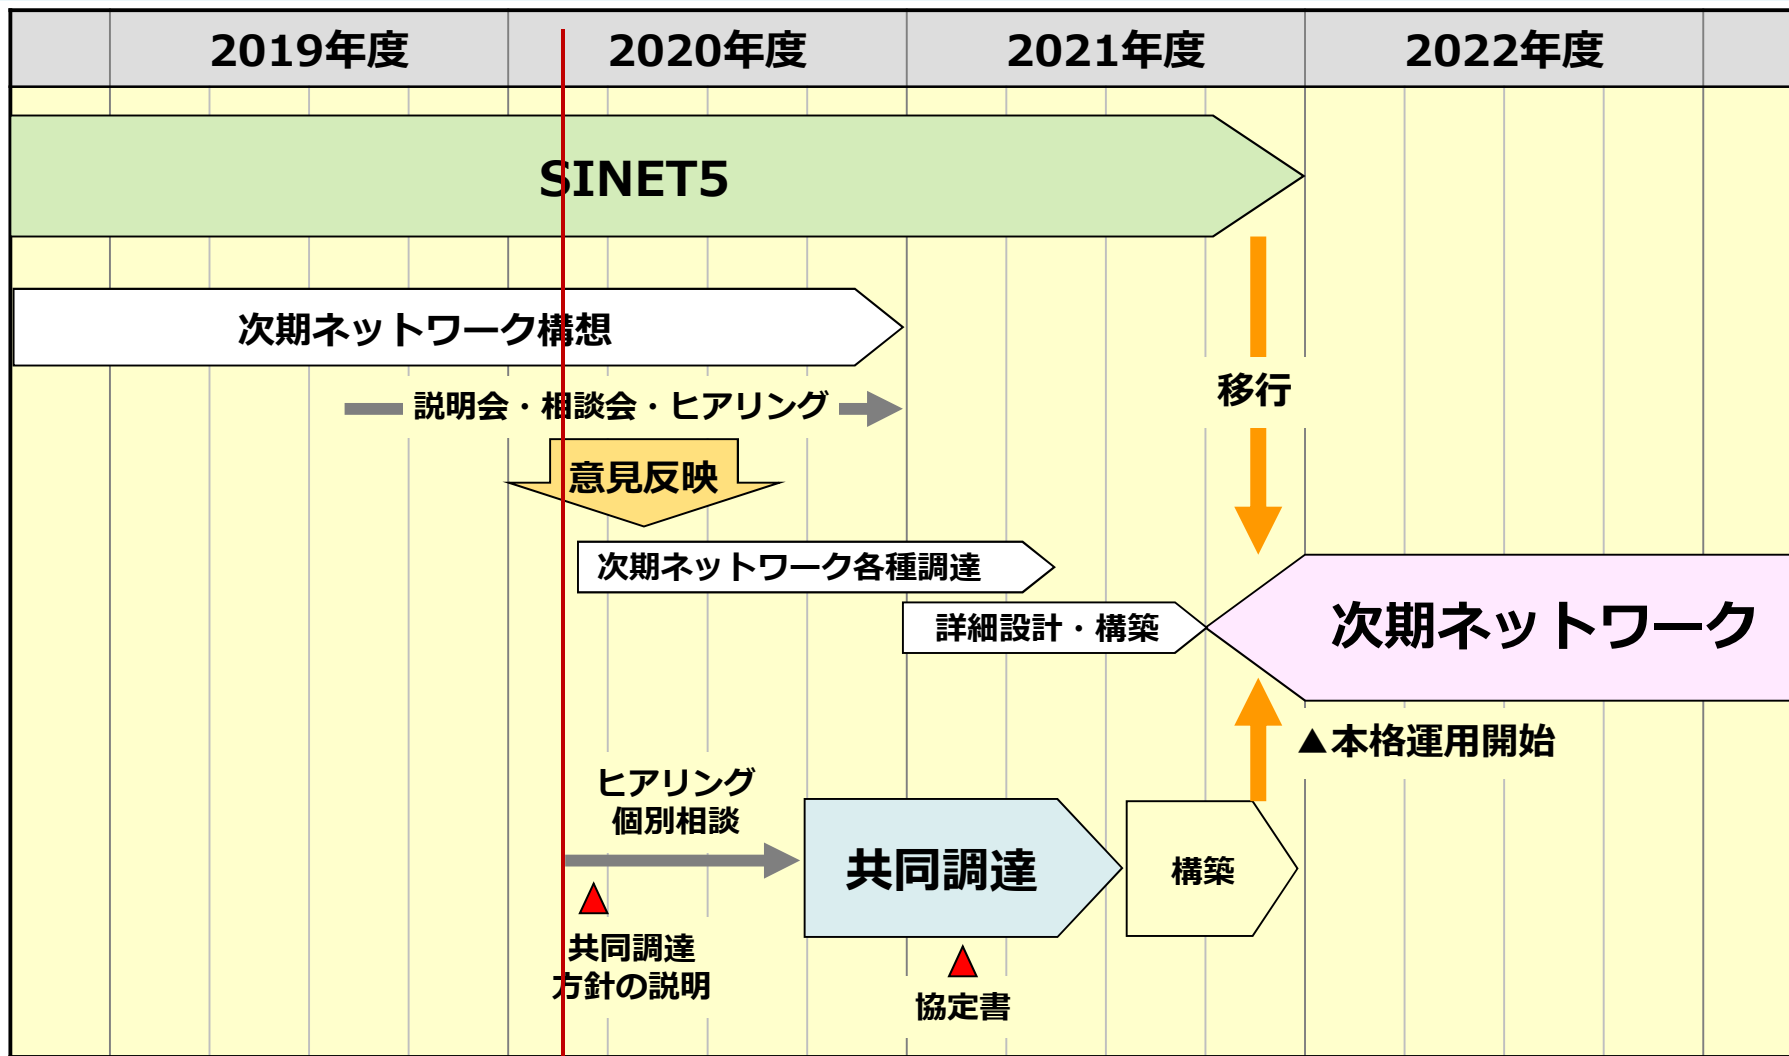 2019年度
2020年度
2021年度
2022年度
SINET5
次期ネットワーク構想
説明会・相談会・ヒアリング
移行
意見反映
次期ネットワーク各種調達
詳細設計・構築
次期ネットワーク
▲本格運用開始
ヒアリング
個別相談
共同調達
構築
共同調達
方針の説明
協定書